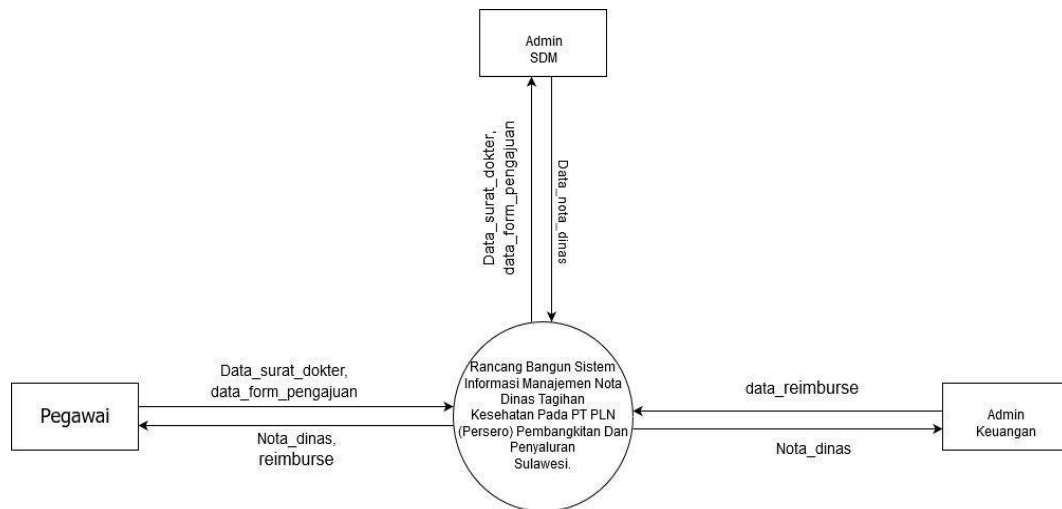 Admin
SDM
Data_surat_dokter,
data_form_pengajuan
Data_nota_dinas
Rancang Bangun Sistem
Informasi Manajemen Nota
Dinas Tagihan
Kesehatan Pada PT PLN
(Persero) Pembangkitan Dan
Penyaluran
Sulawesi.
Data_surat_dokter,
data_form_pengajuan
Pegawai
Nota_dinas,
reimburse
data_reimburse
Admin
Keuangan
Nota_dinas